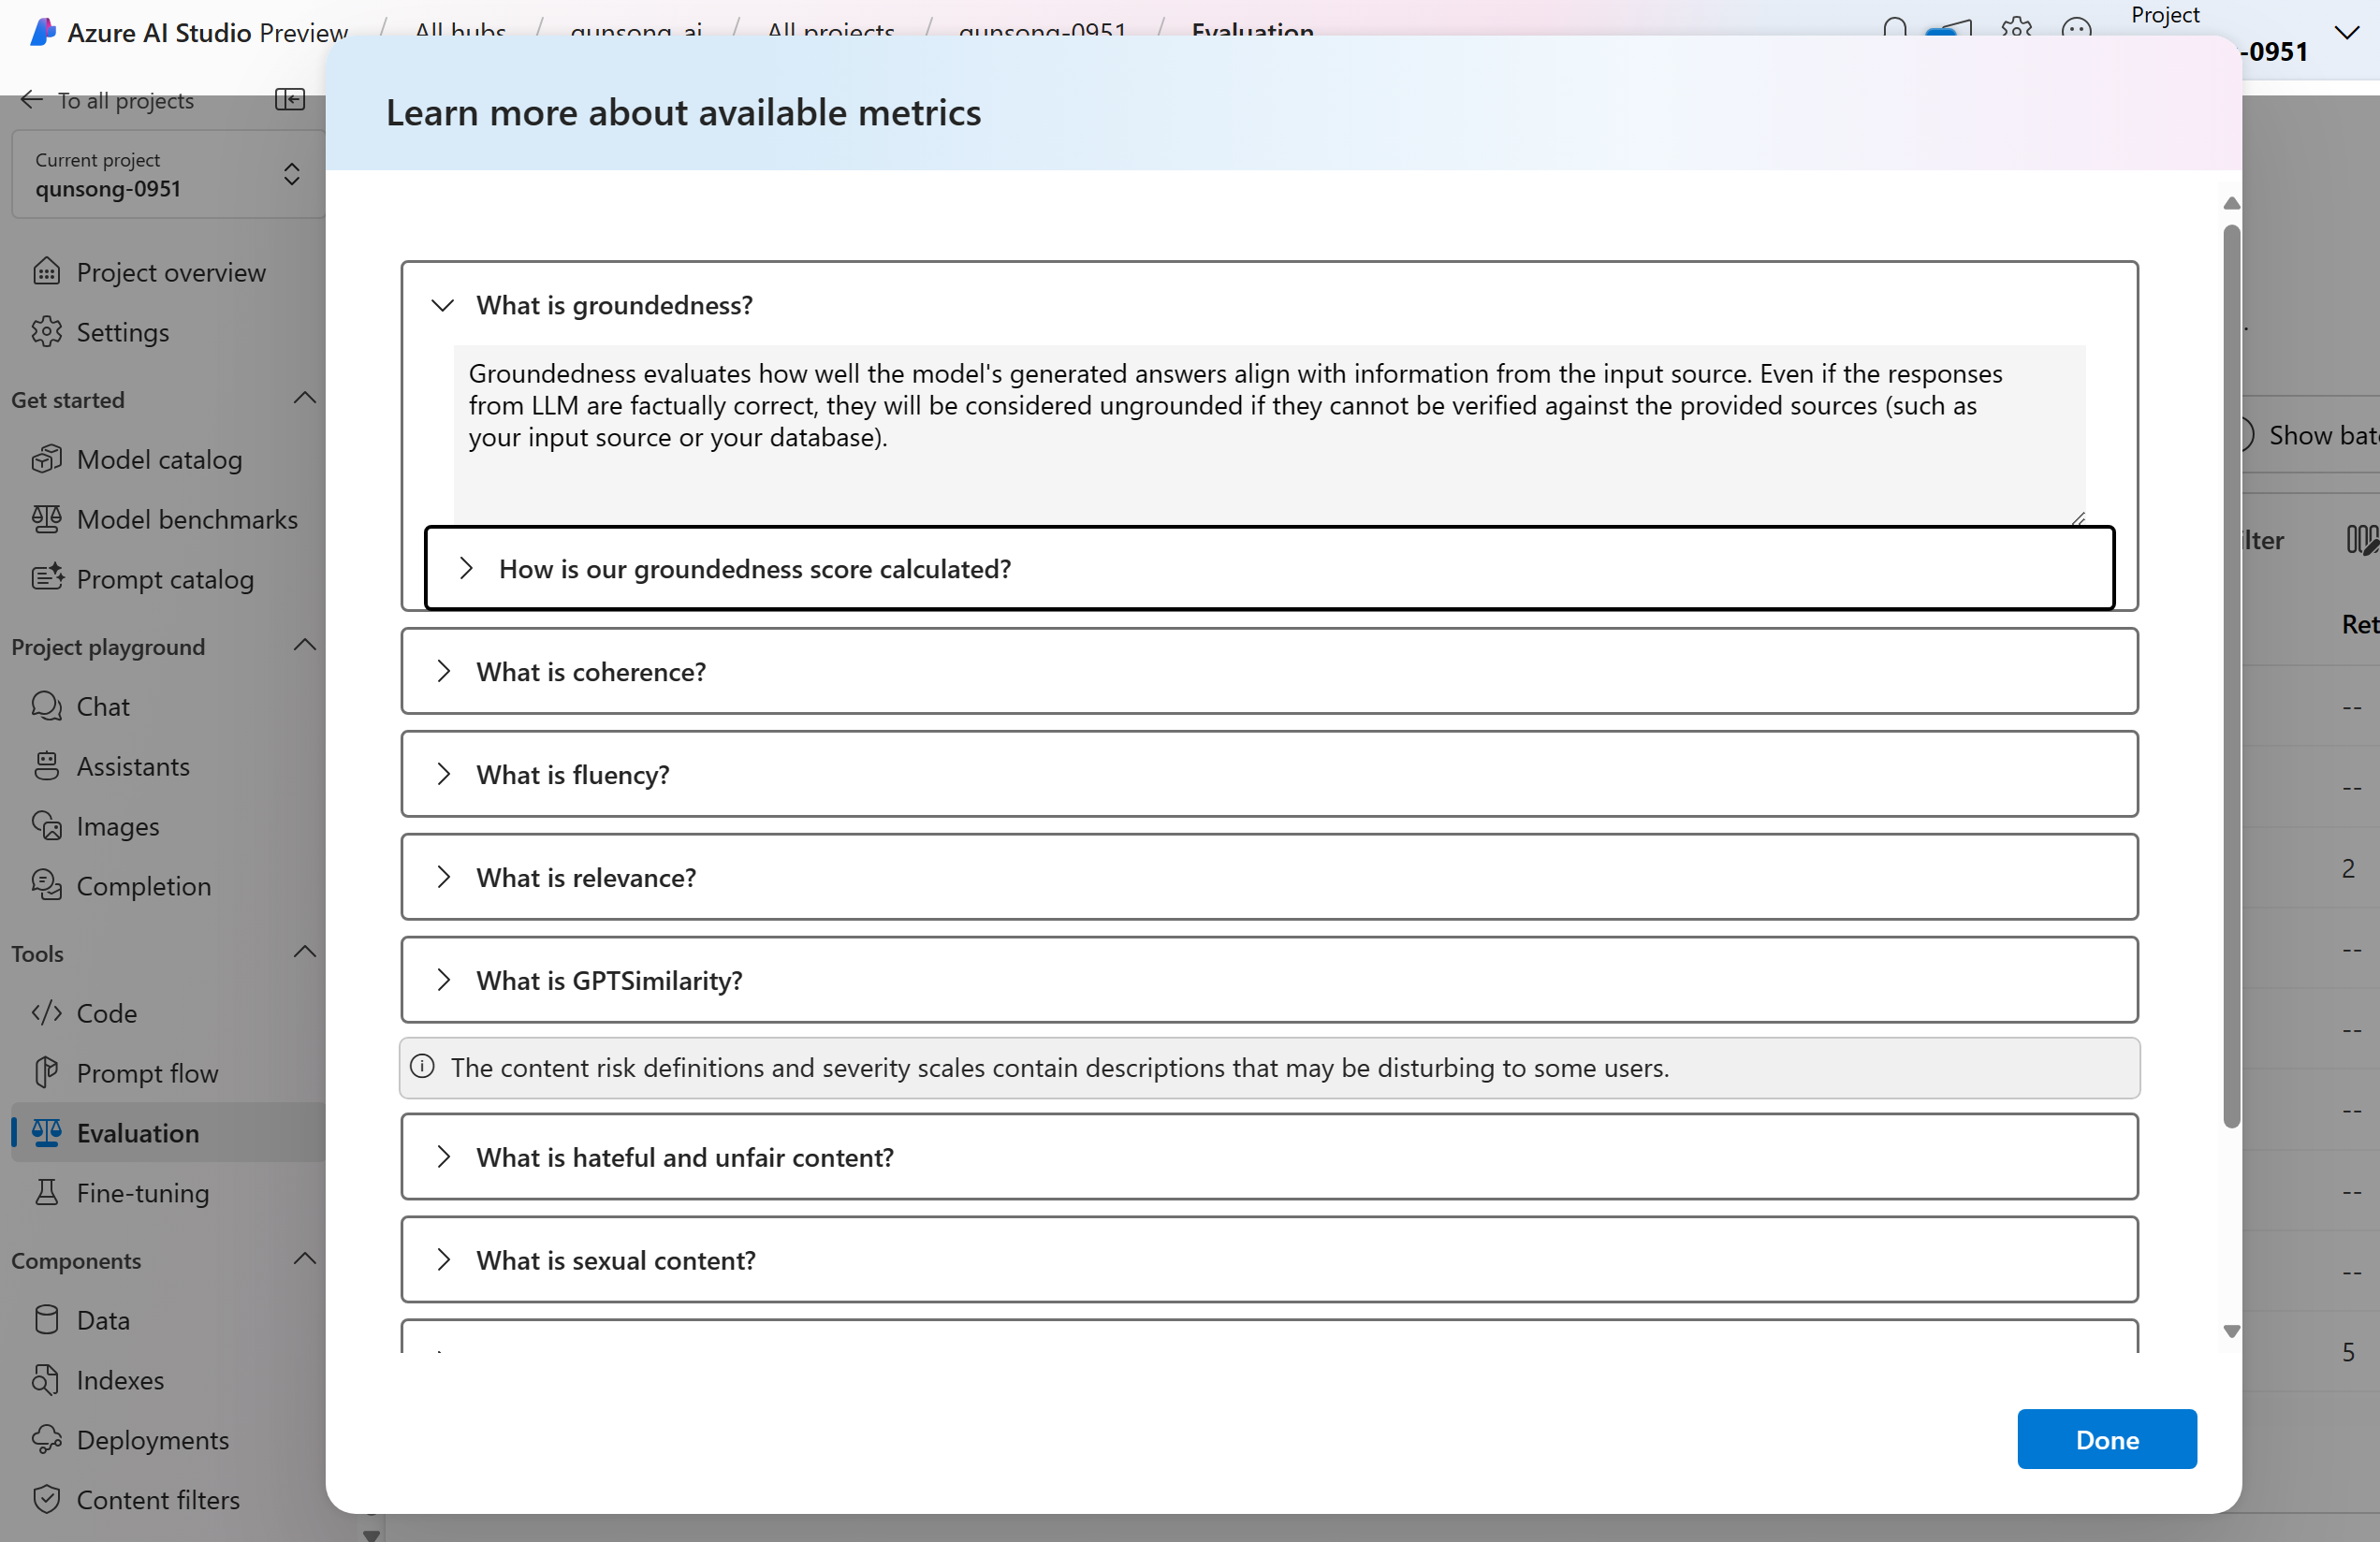 Azure AI Studio Preview / All hubs / qunsong_ai / All projects / qunsong-0951 / Evaluation
Project
-0951
To all projects
Current project
qunsong-0951
Project overview
Settings
Get started
Model catalog
Model benchmarks
Prompt catalog
Project playground
Chat
Assistants
Images
Completion
Tools
Code
Prompt flow
Evaluation
Fine-tuning
Components
Data
Indexes
Deployments
Content filters
Learn more about available metrics
What is groundedness?
Groundedness evaluates how well the model's generated answers align with information from the input source. Even if the responses
from LLM are factually correct, they will be considered ungrounded if they cannot be verified against the provided sources (such as
your input source or your database).
How is our groundedness score calculated?
What is coherence?
What is fluency?
What is relevance?
What is GPTSimilarity?
The content risk definitions and severity scales contain descriptions that may be disturbing to some users.
What is hateful and unfair content?
What is sexual content?
Done
Show
--
--
2
--
--
--
--
--
5